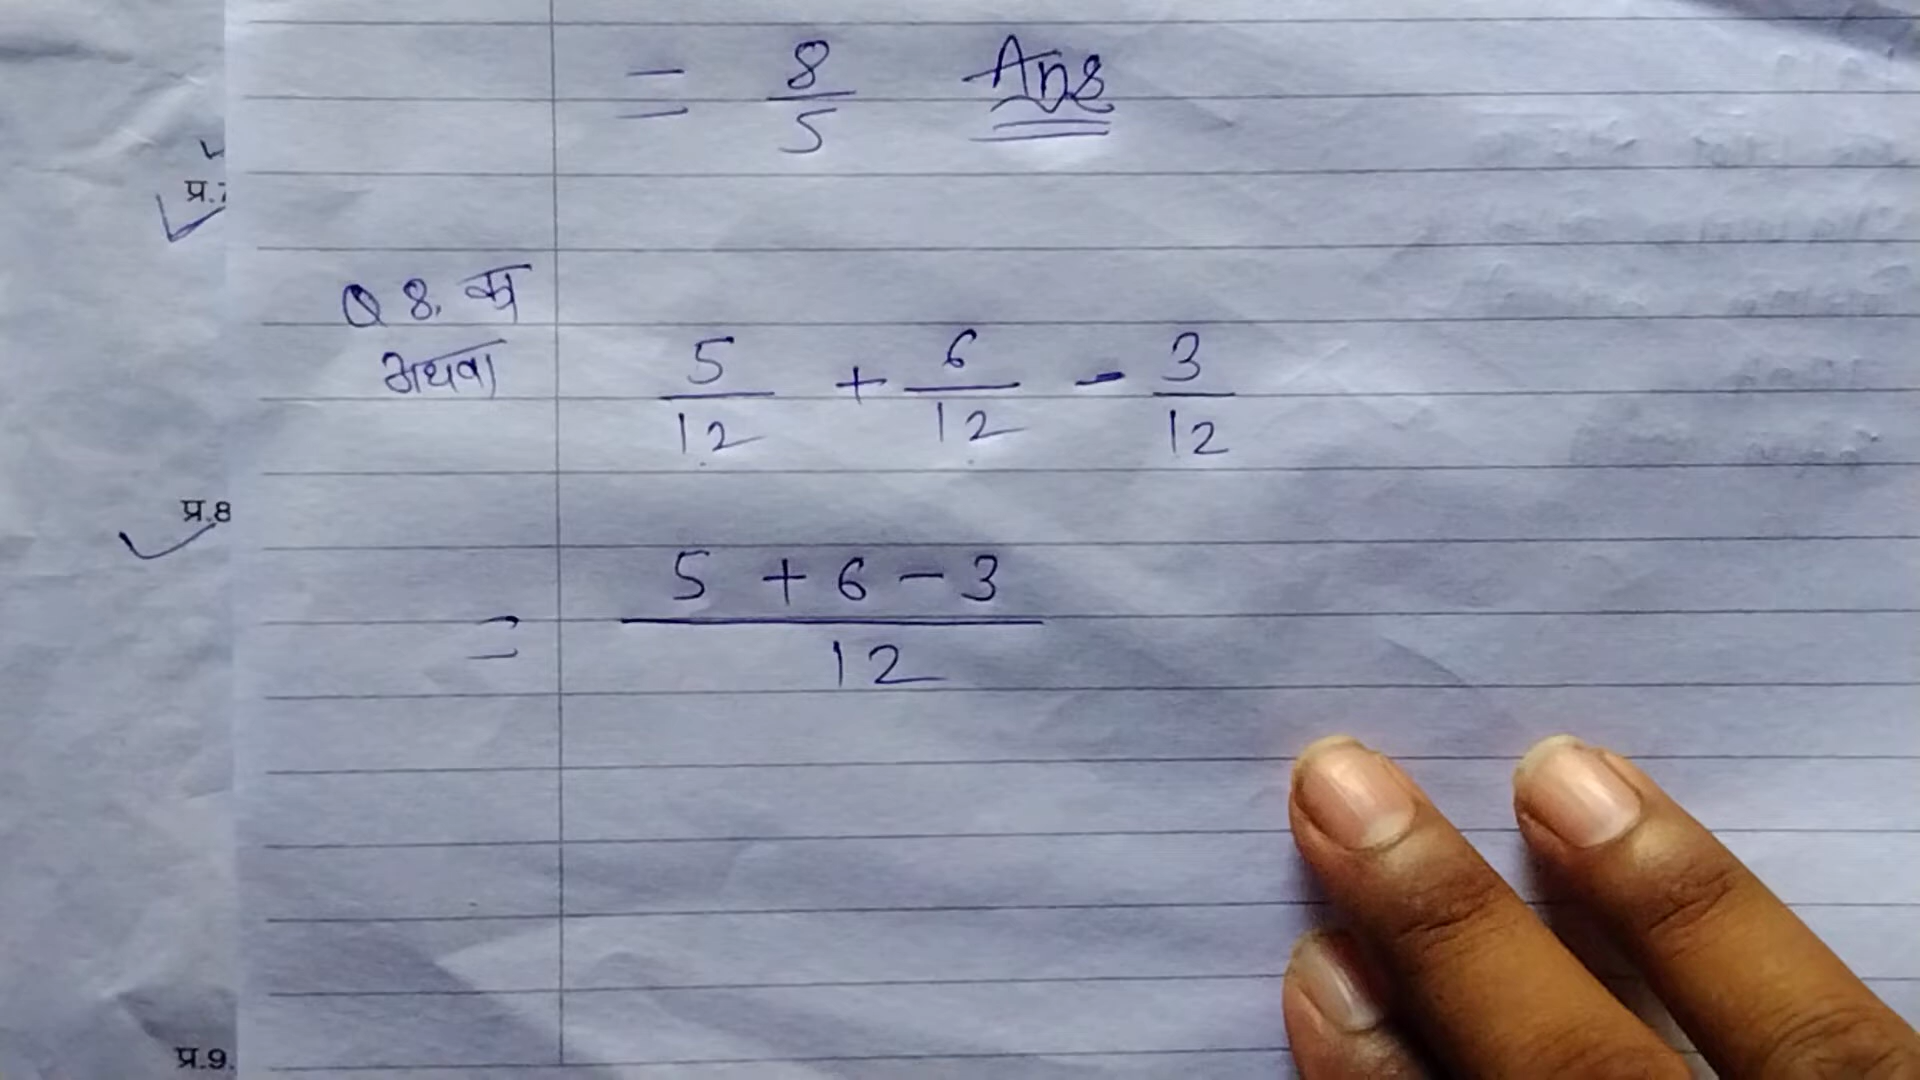 = 8/5 Ans
प्र.7
Q 8. का
अथवा
5/12 + 6/12 - 3/12
प्र.8
= (5 + 6 - 3)/12
प्र.9.